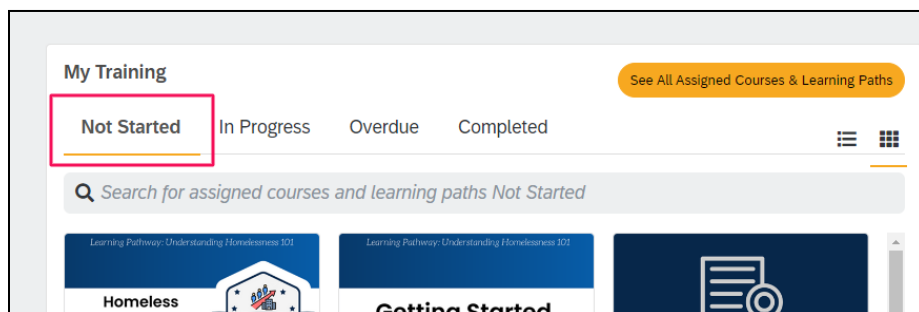 My Training
See All Assigned Courses & Learning Paths
Not Started In Progress Overdue Completed
Search for assigned courses and learning paths Not Started
Learning Pathway: Understanding Homelessness 101
Learning Pathway: Understanding Homelessness 101
Homeless
Getting Started